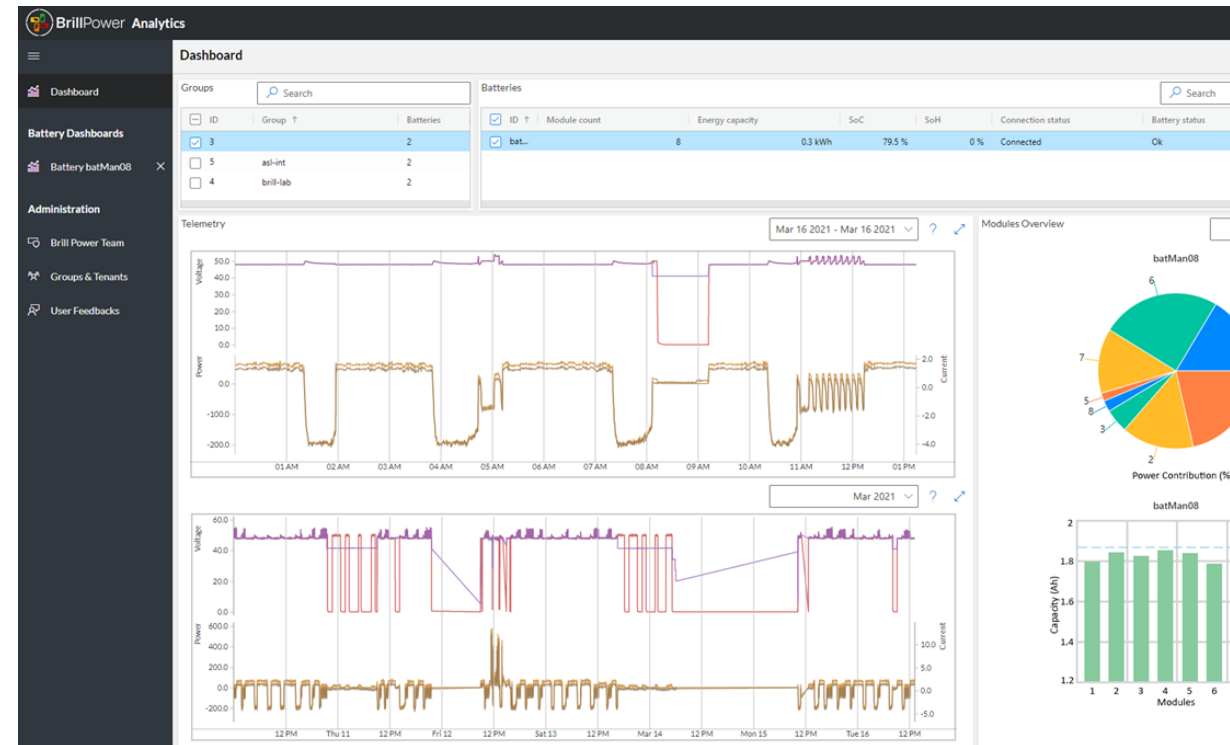 BrillPower Analytics
Dashboard
Dashboard
Battery Dashboards
Battery batMan08
Administration
Brill Power Team
Groups & Tenants
User Feedbacks
Groups
Search
ID Group ↑ Batteries
3 2
5 asl-int 2
4 brill-lab 2
Batteries
Search
ID ↑ Module count Energy capacity SoC SoH Connection status Battery status
bat... 8 0.3 kWh 79.5 % 0 % Connected Ok
Telemetry
Mar 16 2021 - Mar 16 2021
?
Voltage
50.0
40.0
30.0
20.0
10.0
0.0
Power
0.0
-100.0
-200.0
2.0
0.0
-2.0
-4.0
Current
01 AM 02 AM 03 AM 04 AM 05 AM 06 AM 07 AM 08 AM 09 AM 10 AM 11 AM 12 PM 01 PM
Mar 2021
?
Voltage
60.0
40.0
20.0
0.0
Power
600.0
400.0
200.0
0.0
-200.0
10.0
5.0
0.0
-5.0
Current
12 PM Thu 11 12 PM Fri 12 12 PM Sat 13 12 PM Mar 14 12 PM Mon 15 12 PM Tue 16 12 PM
Modules Overview
batMan08
6
7
5
8
3
2
Power Contribution (%
batMan08
Capacity (Ah)
2
1.8
1.6
1.4
1.2
1 2 3 4 5 6
Modules